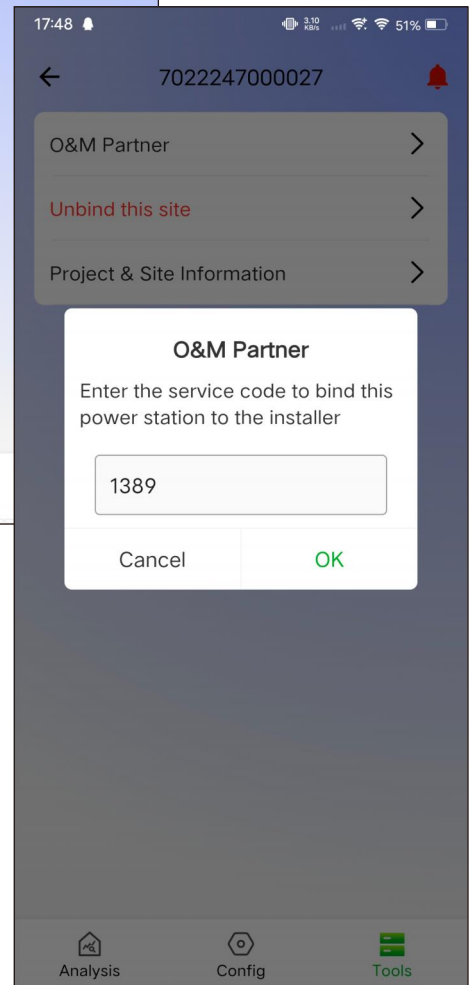 17:48 3.10 KB/s 51%
7022247000027
O&M Partner
Unbind this site
Project & Site Information
O&M Partner
Enter the service code to bind this
power station to the installer
1389
Cancel OK
Analysis Config Tools